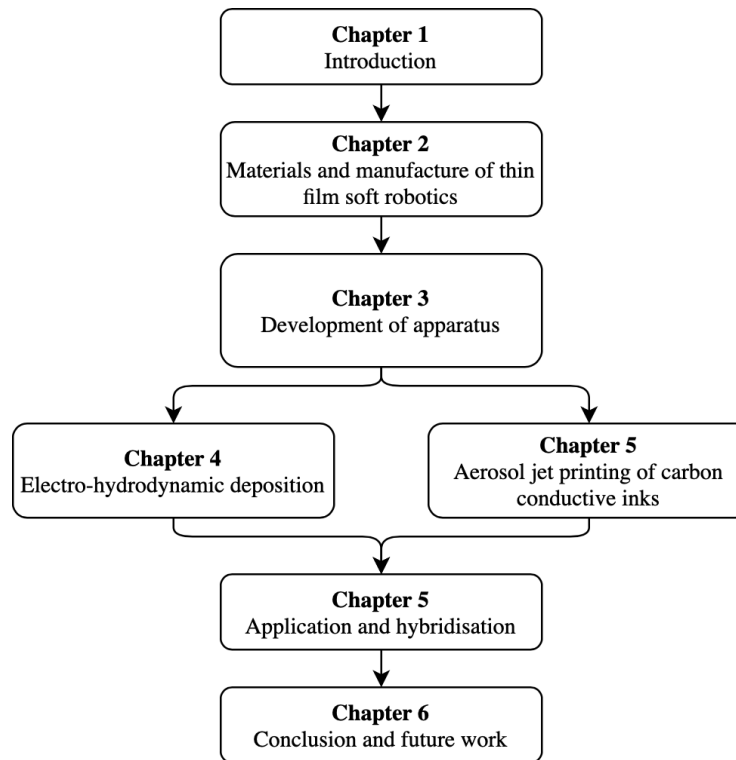 Chapter 1
Introduction
Chapter 2
Materials and manufacture of thin
film soft robotics
Chapter 3
Development of apparatus
Chapter 4
Electro-hydrodynamic deposition
Chapter 5
Aerosol jet printing of carbon
conductive inks
Chapter 5
Application and hybridisation
Chapter 6
Conclusion and future work